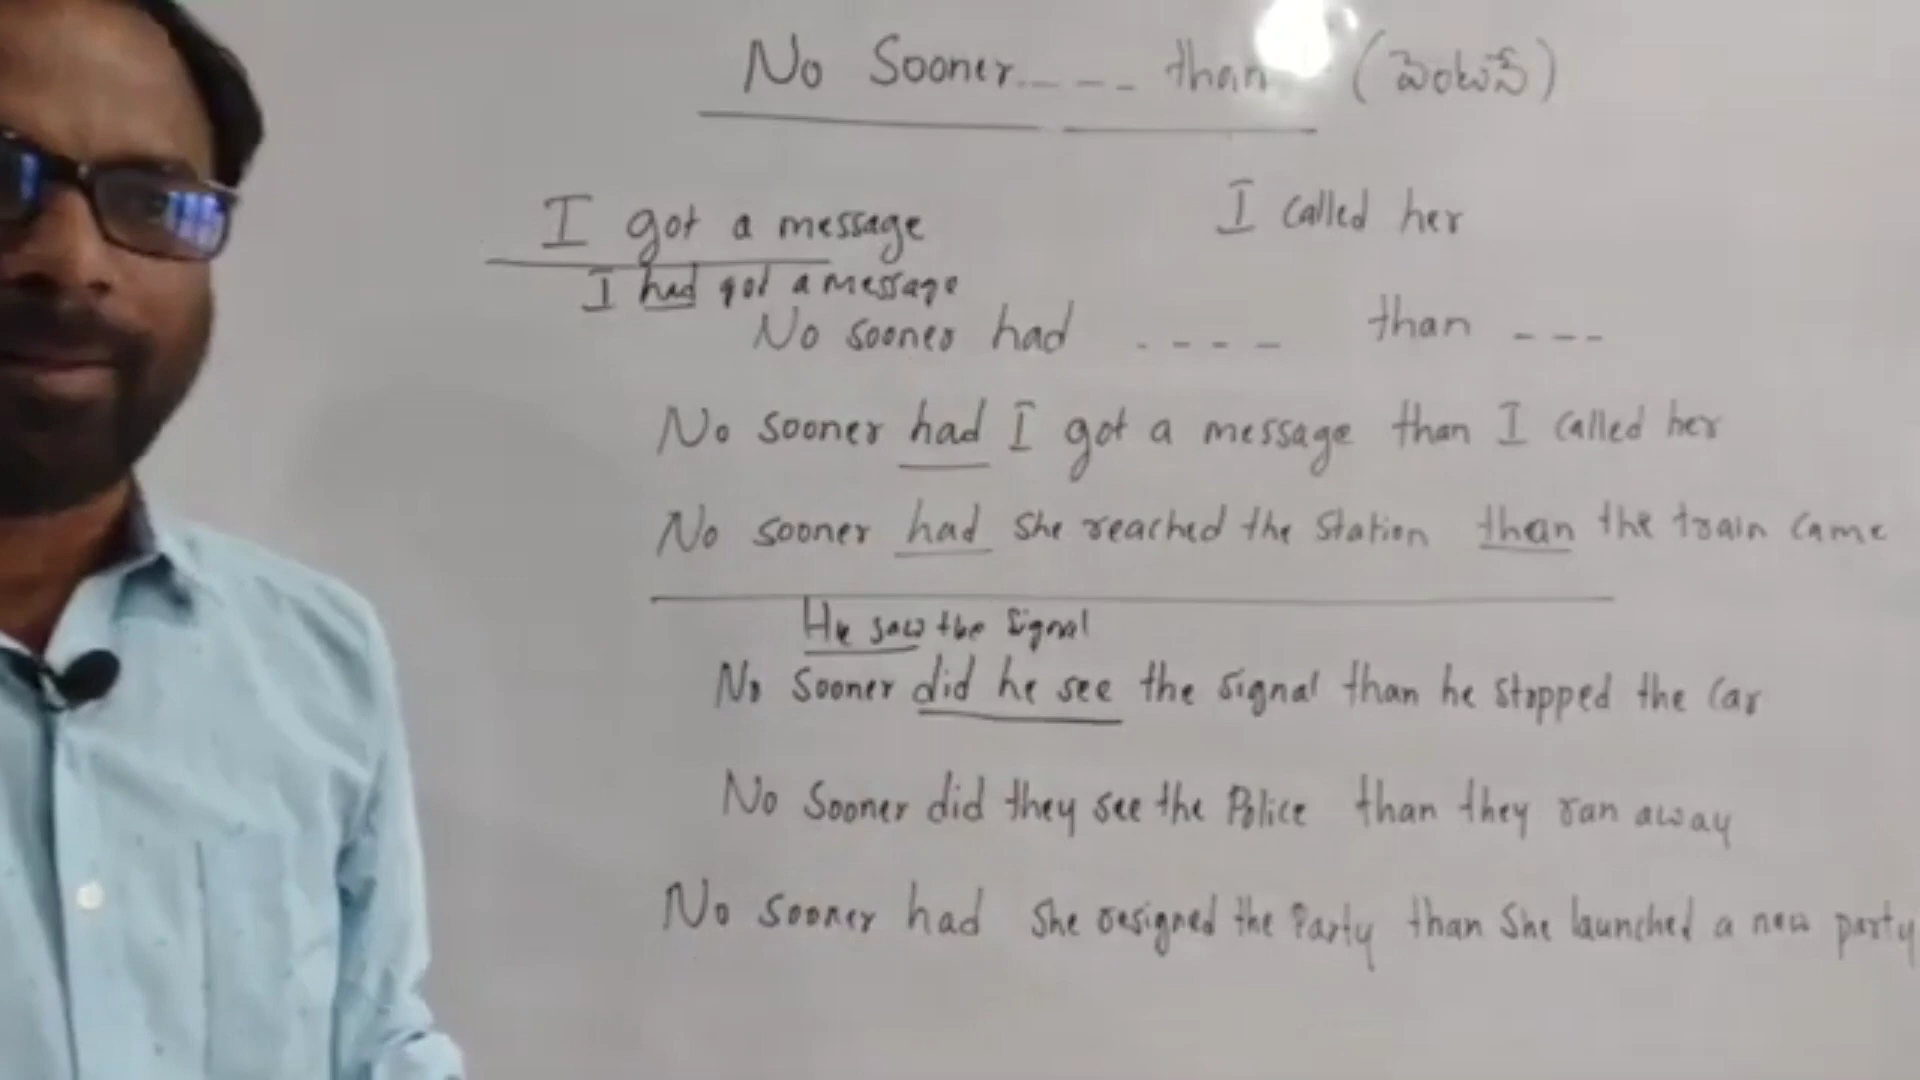 No Sooner.... --- than (వెంటనే)
I got a message I called her
I had got a message
No sooner had ---- than ---
No sooner had I got a message than I called her
No sooner had she reached the station than the train came
He saw the signal
No sooner did he see the signal than he stopped the car
No sooner did they see the Police than they ran away
No sooner had she resigned the Party than she launched a new party